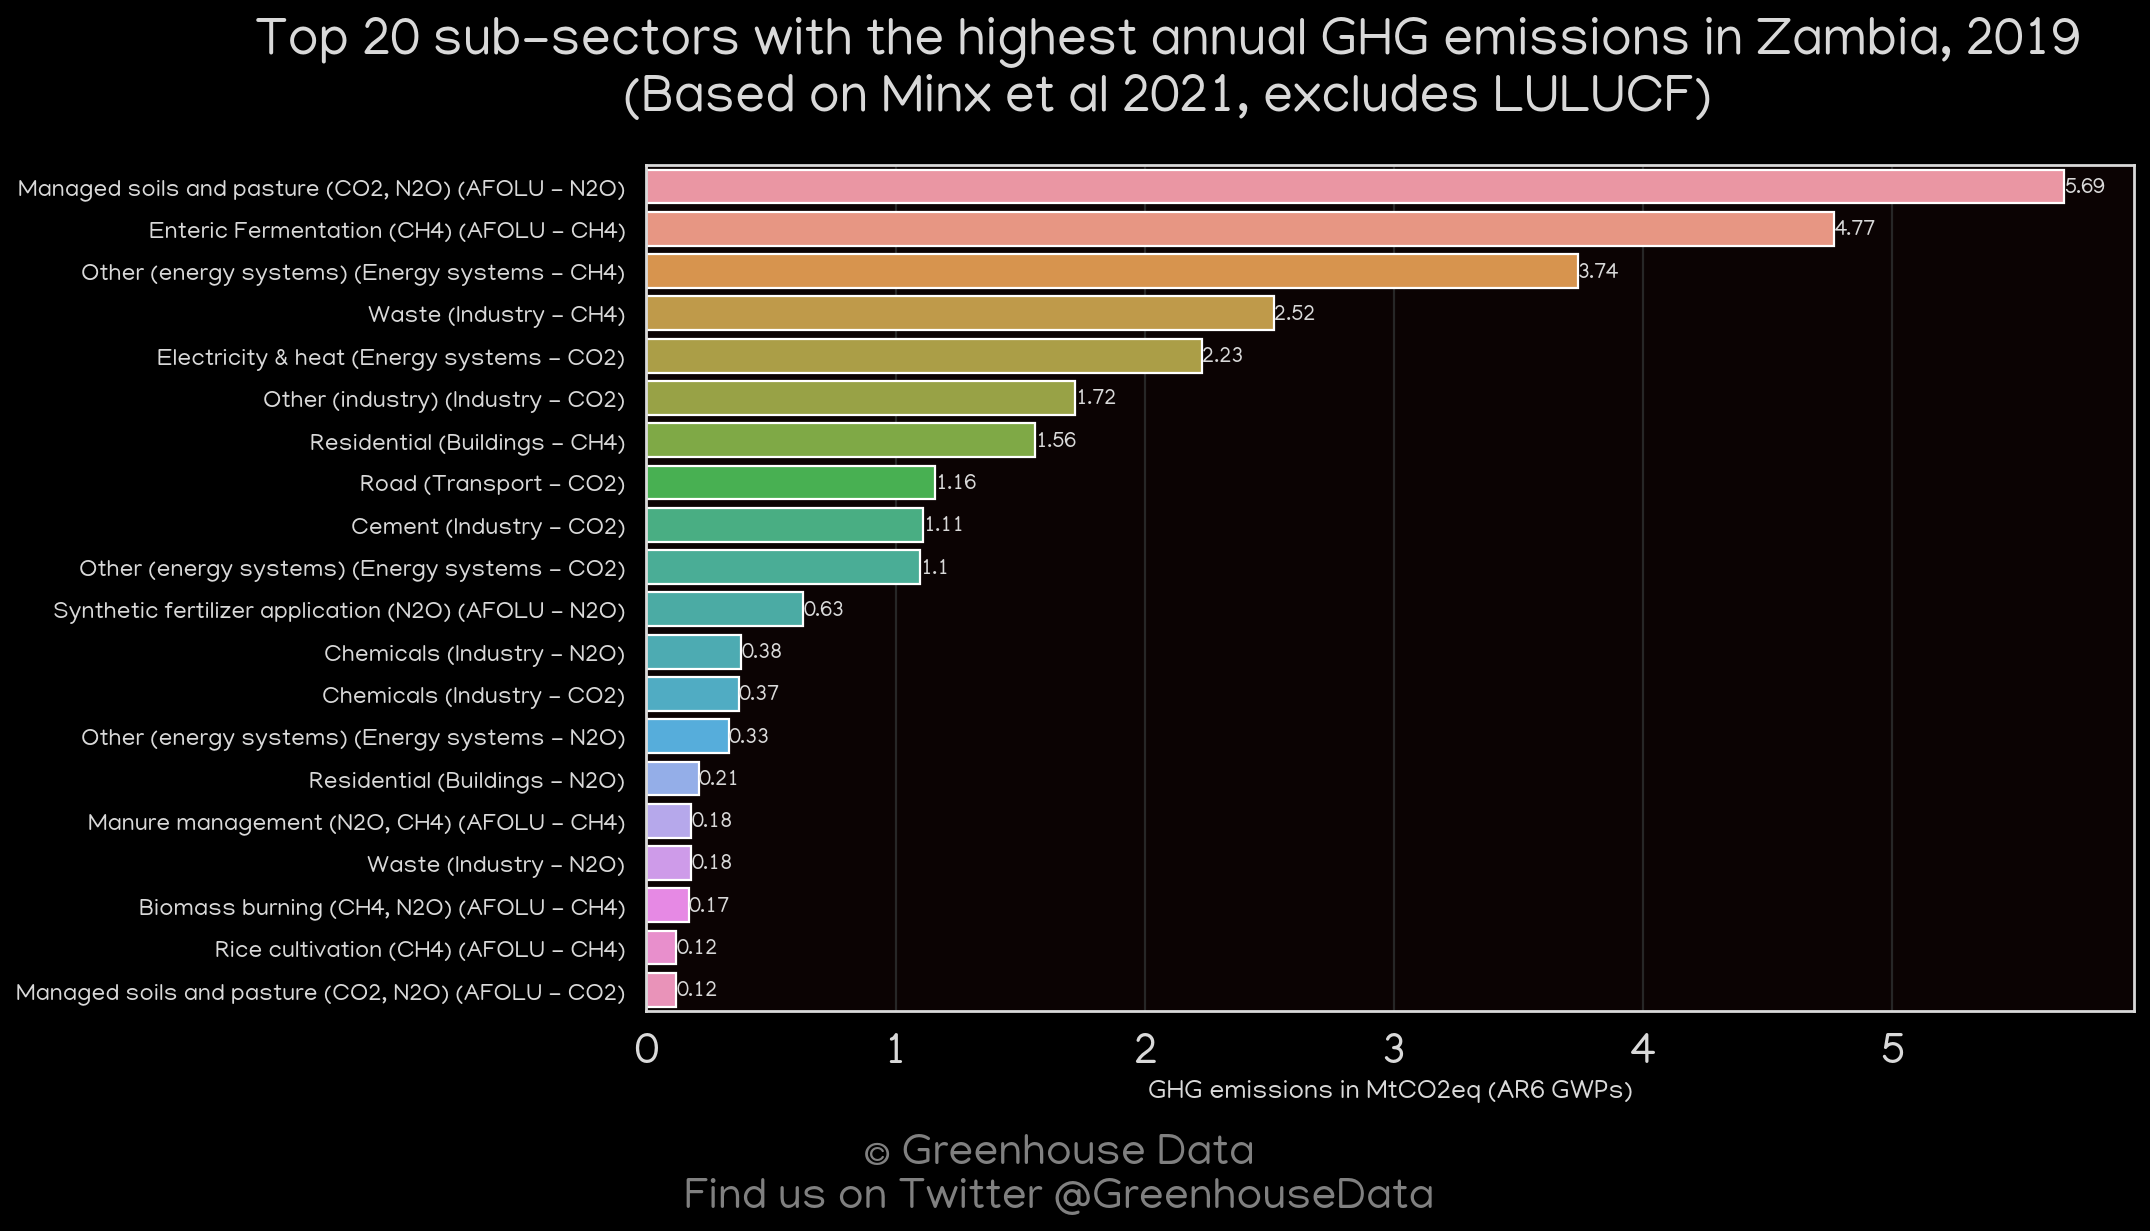 Top 20 sub-sectors with the highest annual GHG emissions in Zambia, 2019
(Based on Minx et al 2021, excludes LULUCF)
Managed soils and pasture (CO2, N2O) (AFOLU - N2O) 5.69
Enteric Fermentation (CH4) (AFOLU - CH4) 4.77
Other (energy systems) (Energy systems - CH4) 3.74
Waste (Industry - CH4) 2.52
Electricity & heat (Energy systems - CO2) 2.23
Other (industry) (Industry - CO2) 1.72
Residential (Buildings - CH4) 1.56
Road (Transport - CO2) 1.16
Cement (Industry - CO2) 1.11
Other (energy systems) (Energy systems - CO2) 1.1
Synthetic fertilizer application (N2O) (AFOLU - N2O) 0.63
Chemicals (Industry - N2O) 0.38
Chemicals (Industry - CO2) 0.37
Other (energy systems) (Energy systems - N2O) 0.33
Residential (Buildings - N2O) 0.21
Manure management (N2O, CH4) (AFOLU - CH4) 0.18
Waste (Industry - N2O) 0.18
Biomass burning (CH4, N2O) (AFOLU - CH4) 0.17
Rice cultivation (CH4) (AFOLU - CH4) 0.12
Managed soils and pasture (CO2, N2O) (AFOLU - CO2) 0.12
0 1 2 3 4 5
GHG emissions in MtCO2eq (AR6 GWPs)
© Greenhouse Data
Find us on Twitter @GreenhouseData